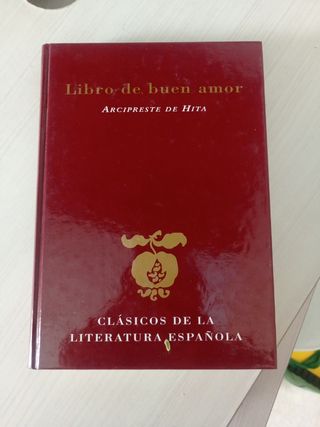 Libro de buen amor
ARCIPRESTE DE HITA
CLÁSICOS DE LA
LITERATURA ESPAÑOLA